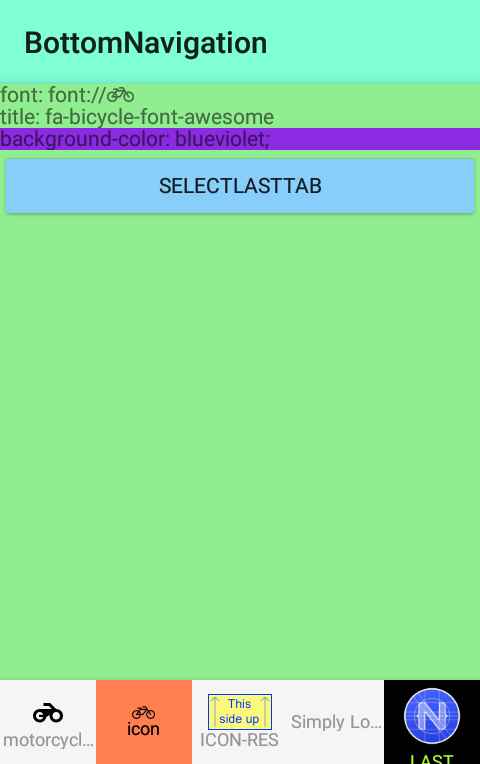 BottomNavigation
font: font://
title: fa-bicycle-font-awesome
background-color: blueviolet;
SELECTLASTTAB
This
side up
motorcycl...
icon
ICON-RES
Simply Lo...
N
LAST